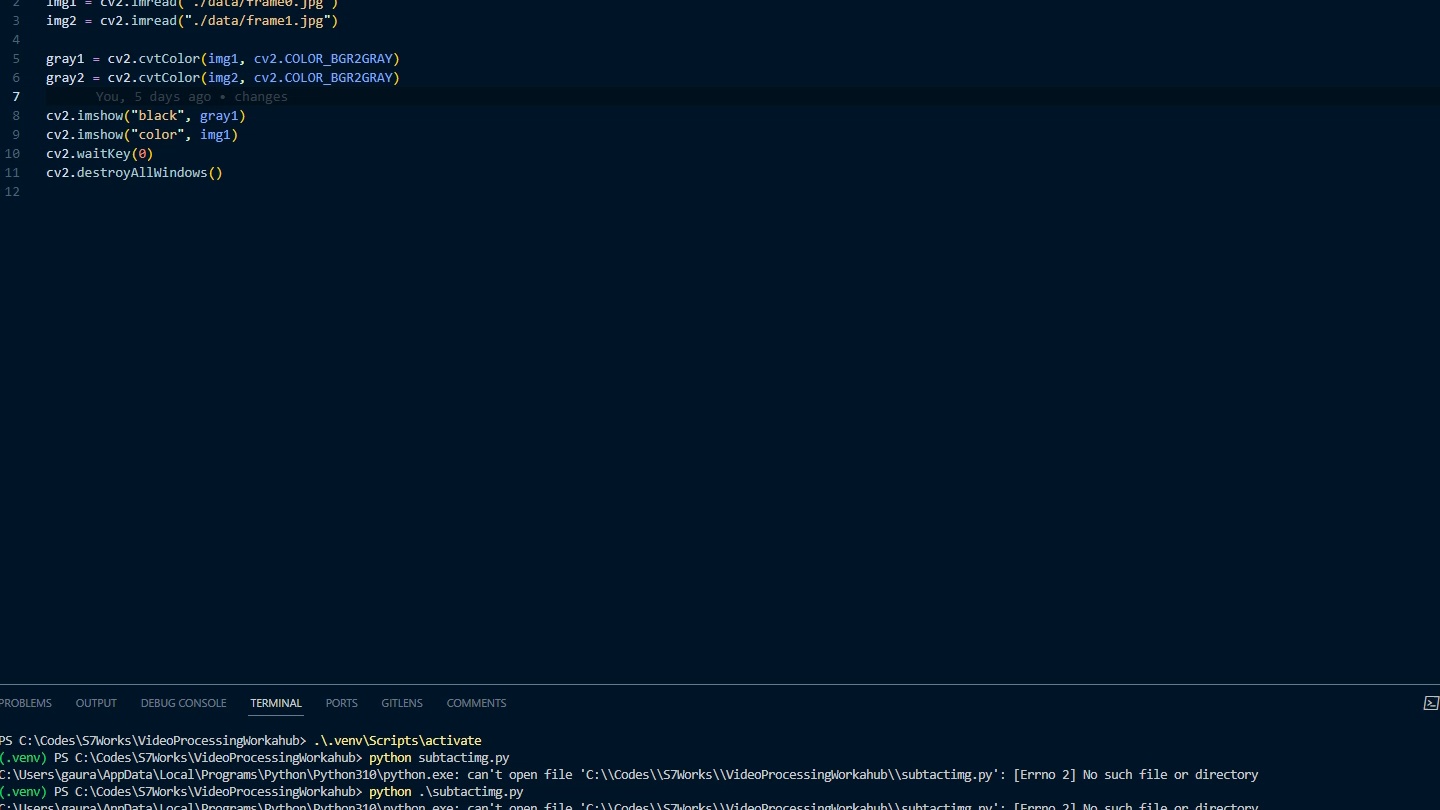 2 img1 = cv2.imread("./data/frame0.jpg")
3 img2 = cv2.imread("./data/frame1.jpg")
4
5 gray1 = cv2.cvtColor(img1, cv2.COLOR_BGR2GRAY)
6 gray2 = cv2.cvtColor(img2, cv2.COLOR_BGR2GRAY)
7 You, 5 days ago • changes
8 cv2.imshow("black", gray1)
9 cv2.imshow("color", img1)
10 cv2.waitKey(0)
11 cv2.destroyAllWindows()
12
PROBLEMS OUTPUT DEBUG CONSOLE TERMINAL PORTS GITLENS COMMENTS
PS C:\Codes\S7Works\VideoProcessingWorkahub> .\.venv\Scripts\activate
(.venv) PS C:\Codes\S7Works\VideoProcessingWorkahub> python subtactimg.py
C:\Users\gaura\AppData\Local\Programs\Python\Python310\python.exe: can't open file 'C:\\Codes\\S7Works\\VideoProcessingWorkahub\\subtactimg.py': [Errno 2] No such file or directory
(.venv) PS C:\Codes\S7Works\VideoProcessingWorkahub> python .\subtactimg.py
C:\Users\gaura\AppData\Local\Programs\Python\Python310\python.exe: can't open file 'C:\\Codes\\S7Works\\VideoProcessingWorkahub\\subtactimg.py': [Errno 2] No such file or directory